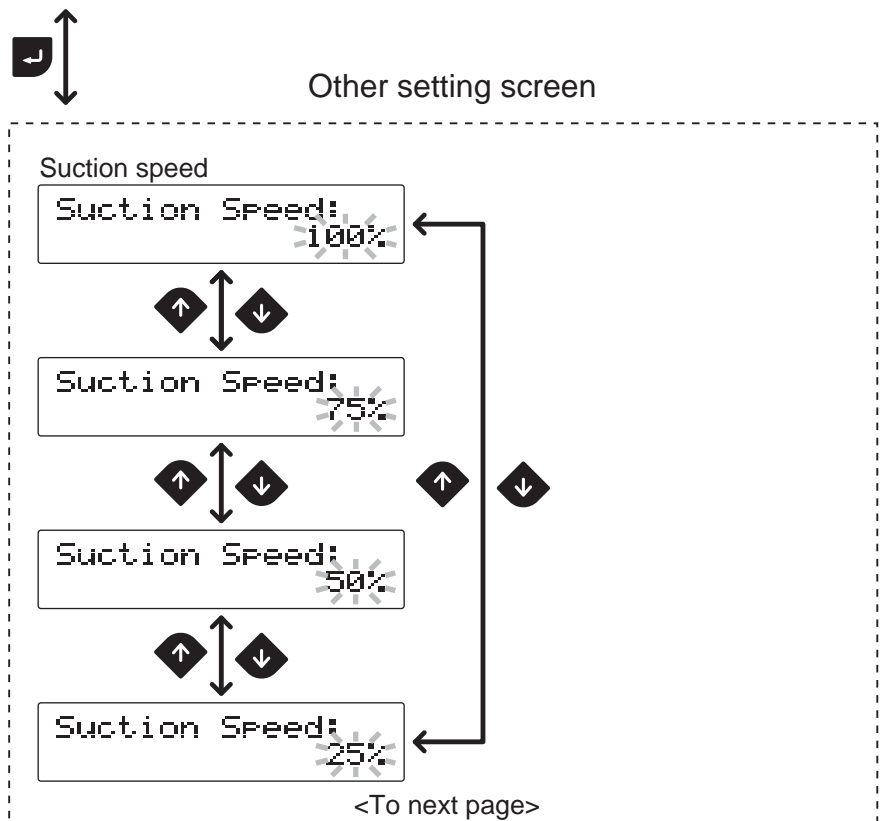 Other setting screen
Suction speed
Suction Speed:
100%
Suction Speed:
75%
Suction Speed:
50%
Suction Speed:
25%
<To next page>